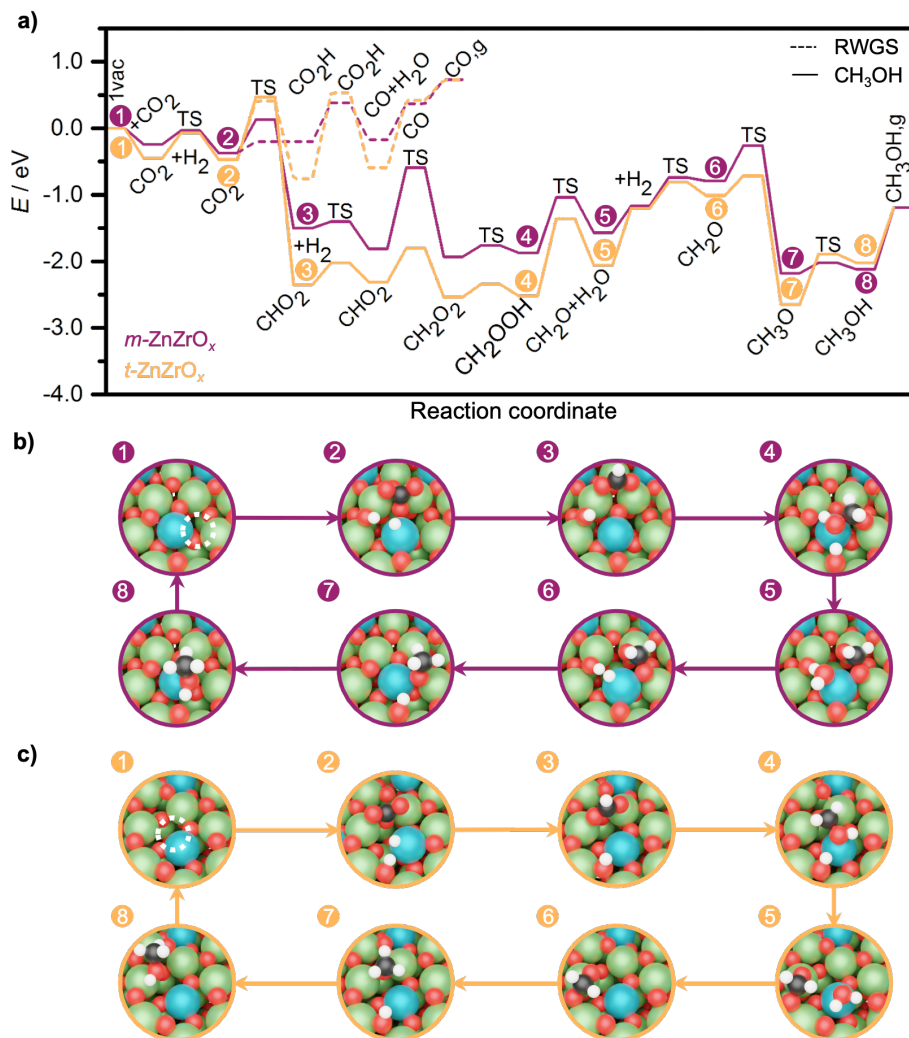 a)
1.0
0.0
-1.0
-2.0
-3.0
-4.0
E / eV
1vac
1
1
+CO₂
CO₂
TS
+H₂
2
2
CO₂
TS
CO₂H
CO₂H
CO+H₂O
CO
CO,g
RWGS
CH₃OH
3
+H₂
3
CHO₂
TS
CHO₂
TS
CH₂O₂
TS
4
4
CH₂OOH
TS
5
5
CH₂O+H₂O
+H₂
TS
6
6
CH₂O
TS
7
7
CH₃O
TS
8
8
CH₃OH
CH₃OH,g
m-ZnZrOₓ
t-ZnZrOₓ
Reaction coordinate
b)
1
2
3
4
8
7
6
5
c)
1
2
3
4
8
7
6
5